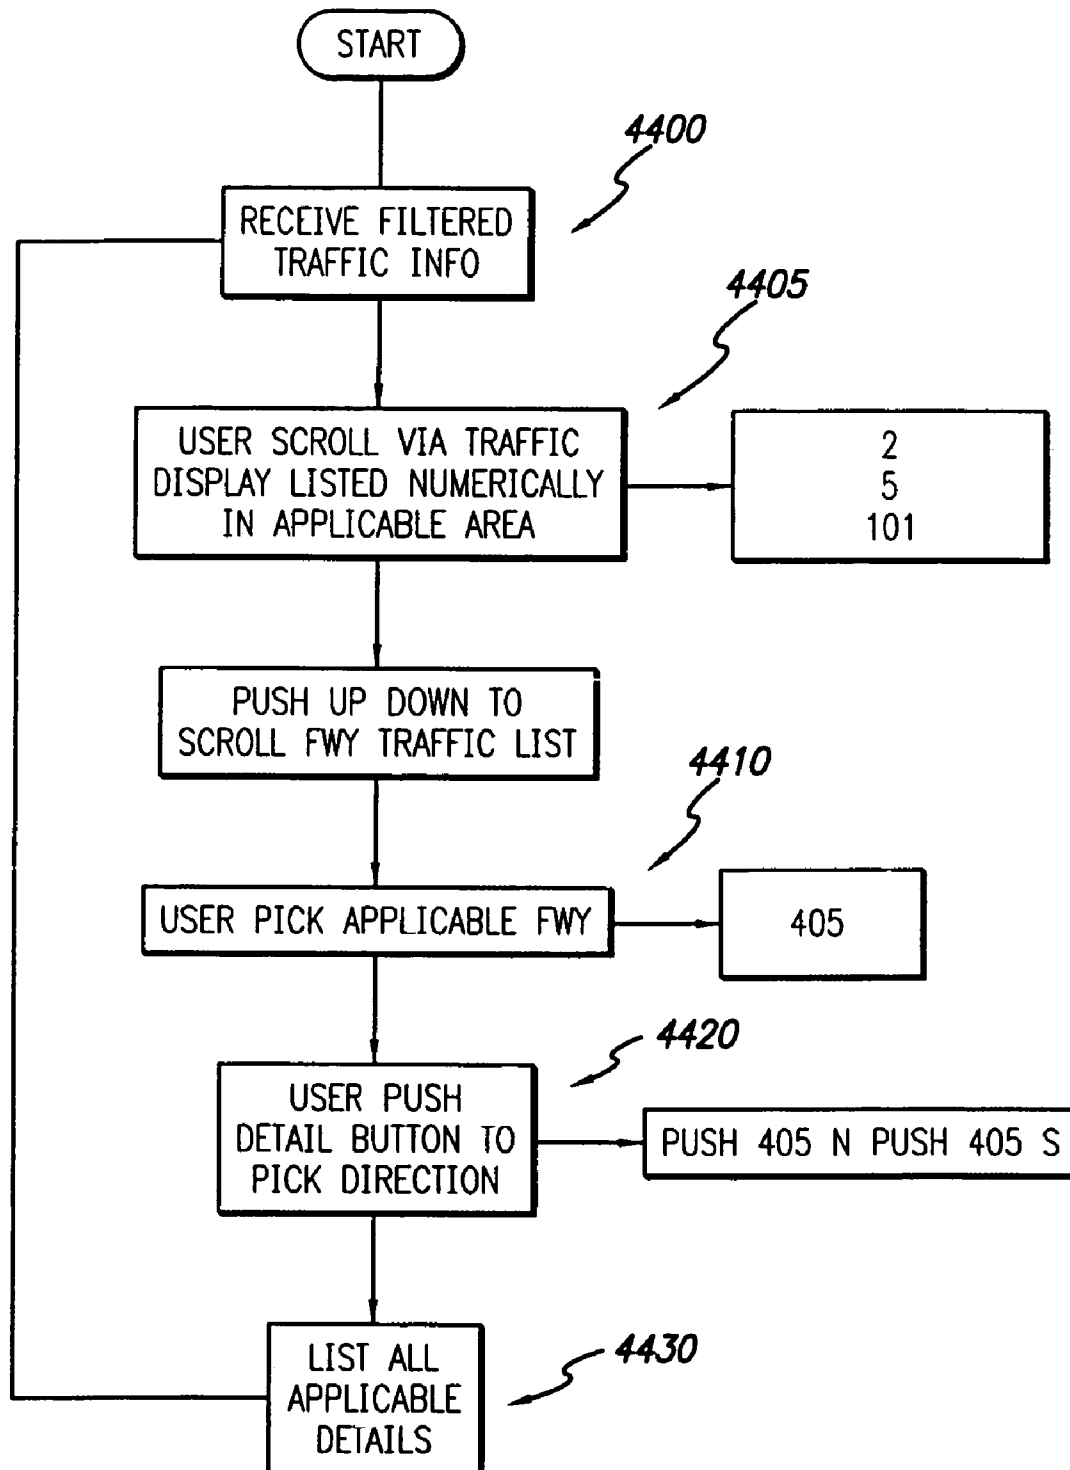 START
4400
RECEIVE FILTERED
TRAFFIC INFO
4405
USER SCROLL VIA TRAFFIC
DISPLAY LISTED NUMERICALLY
IN APPLICABLE AREA
2
5
101
PUSH UP DOWN TO
SCROLL FWY TRAFFIC LIST
4410
USER PICK APPLICABLE FWY
405
4420
USER PUSH
DETAIL BUTTON TO
PICK DIRECTION
PUSH 405 N PUSH 405 S
4430
LIST ALL
APPLICABLE
DETAILS